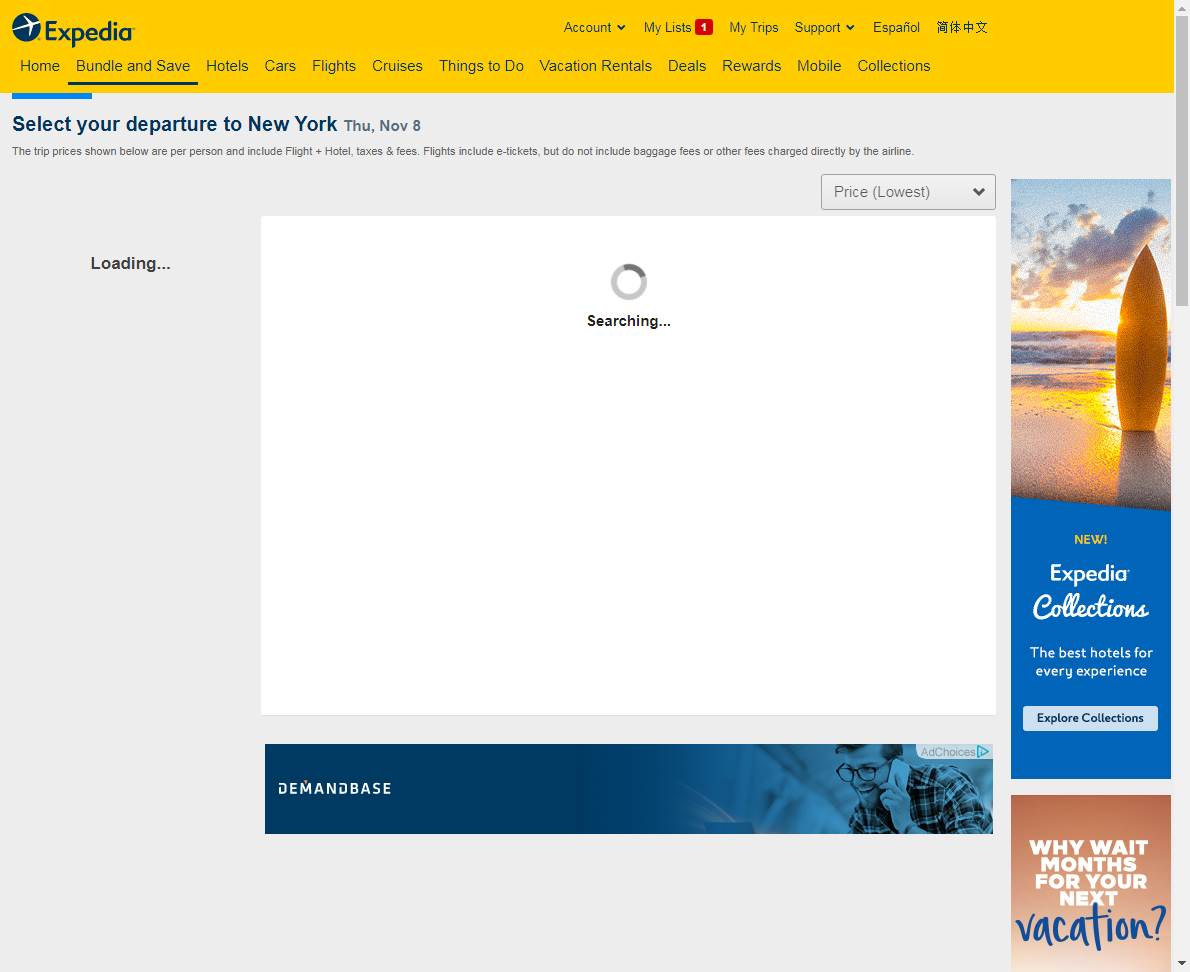 Expedia
Account
My Lists 1
My Trips
Support
Español
简体中文
Home
Bundle and Save
Hotels
Cars
Flights
Cruises
Things to Do
Vacation Rentals
Deals
Rewards
Mobile
Collections
Select your departure to New York Thu, Nov 8
The trip prices shown below are per person and include Flight + Hotel, taxes & fees. Flights include e-tickets, but do not include baggage fees or other fees charged directly by the airline.
Price (Lowest)
Loading...
Searching...
NEW!
Expedia
Collections
The best hotels for
every experience
Explore Collections
AdChoices
DEMANDBASE
WHY WAIT
MONTHS
FOR YOUR
NEXT
vacation?